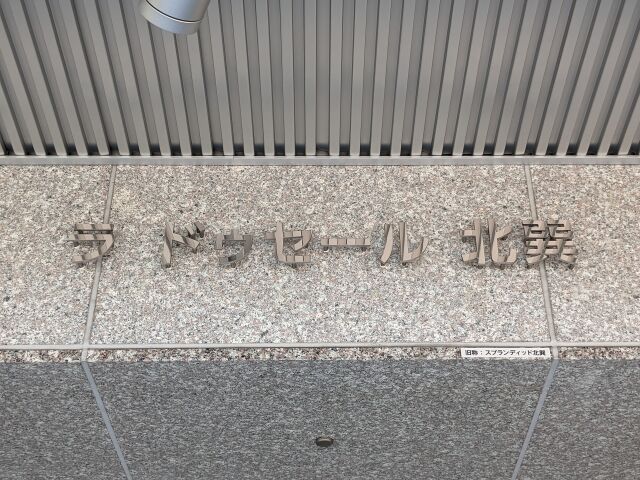 ラ ドゥセール 北巽
旧称：スプランディッド北巽